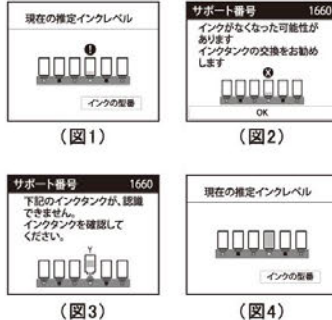 現在の推定インクレベル
インクの型番
(図1)
サポート番号 1660
インクがなくなった可能性が
あります
インクタンクの交換をお勧め
します
OK
(図2)
サポート番号 1660
下記のインクタンクが、認識
できません。
インクタンクを確認して
ください。
Y
(図3)
現在の推定インクレベル
インクの型番
(図4)